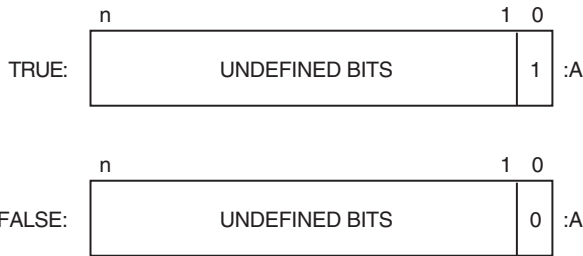 n 1 0
TRUE: UNDEFINED BITS 1 :A
n 1 0
FALSE: UNDEFINED BITS 0 :A